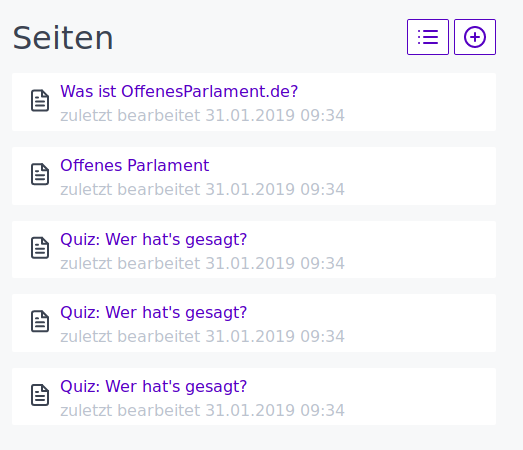 Seiten
Was ist OffenesParlament.de?
zuletzt bearbeitet 31.01.2019 09:34
Offenes Parlament
zuletzt bearbeitet 31.01.2019 09:34
Quiz: Wer hat's gesagt?
zuletzt bearbeitet 31.01.2019 09:34
Quiz: Wer hat's gesagt?
zuletzt bearbeitet 31.01.2019 09:34
Quiz: Wer hat's gesagt?
zuletzt bearbeitet 31.01.2019 09:34